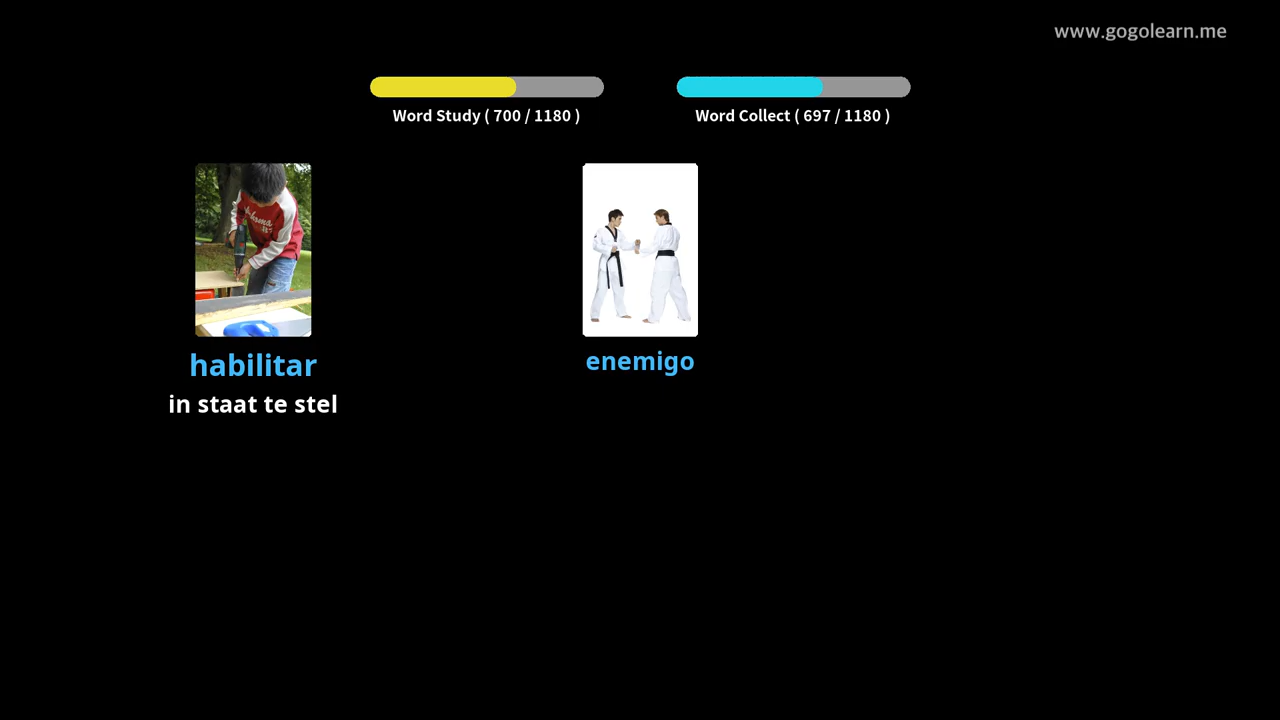 www.gogolearn.me
Word Study ( 700 / 1180 )
Word Collect ( 697 / 1180 )
habilitar
in staat te stel
enemigo